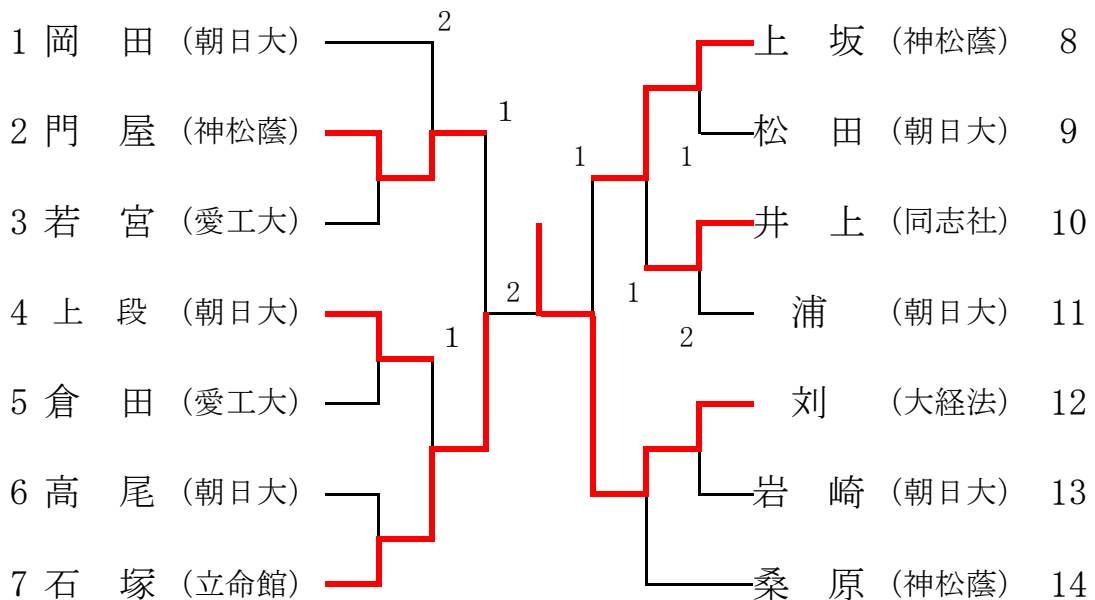 1 岡 田 (朝日大)
2 門 屋 (神松蔭)
3 若 宮 (愛工大)
4 上 段 (朝日大)
5 倉 田 (愛工大)
6 高 尾 (朝日大)
7 石 塚 (立命館)
2
1
1
2
1
1
1
2
上 坂 (神松蔭) 8
松 田 (朝日大) 9
井 上 (同志社) 10
浦 (朝日大) 11
刘 (大経法) 12
岩 崎 (朝日大) 13
桑 原 (神松蔭) 14